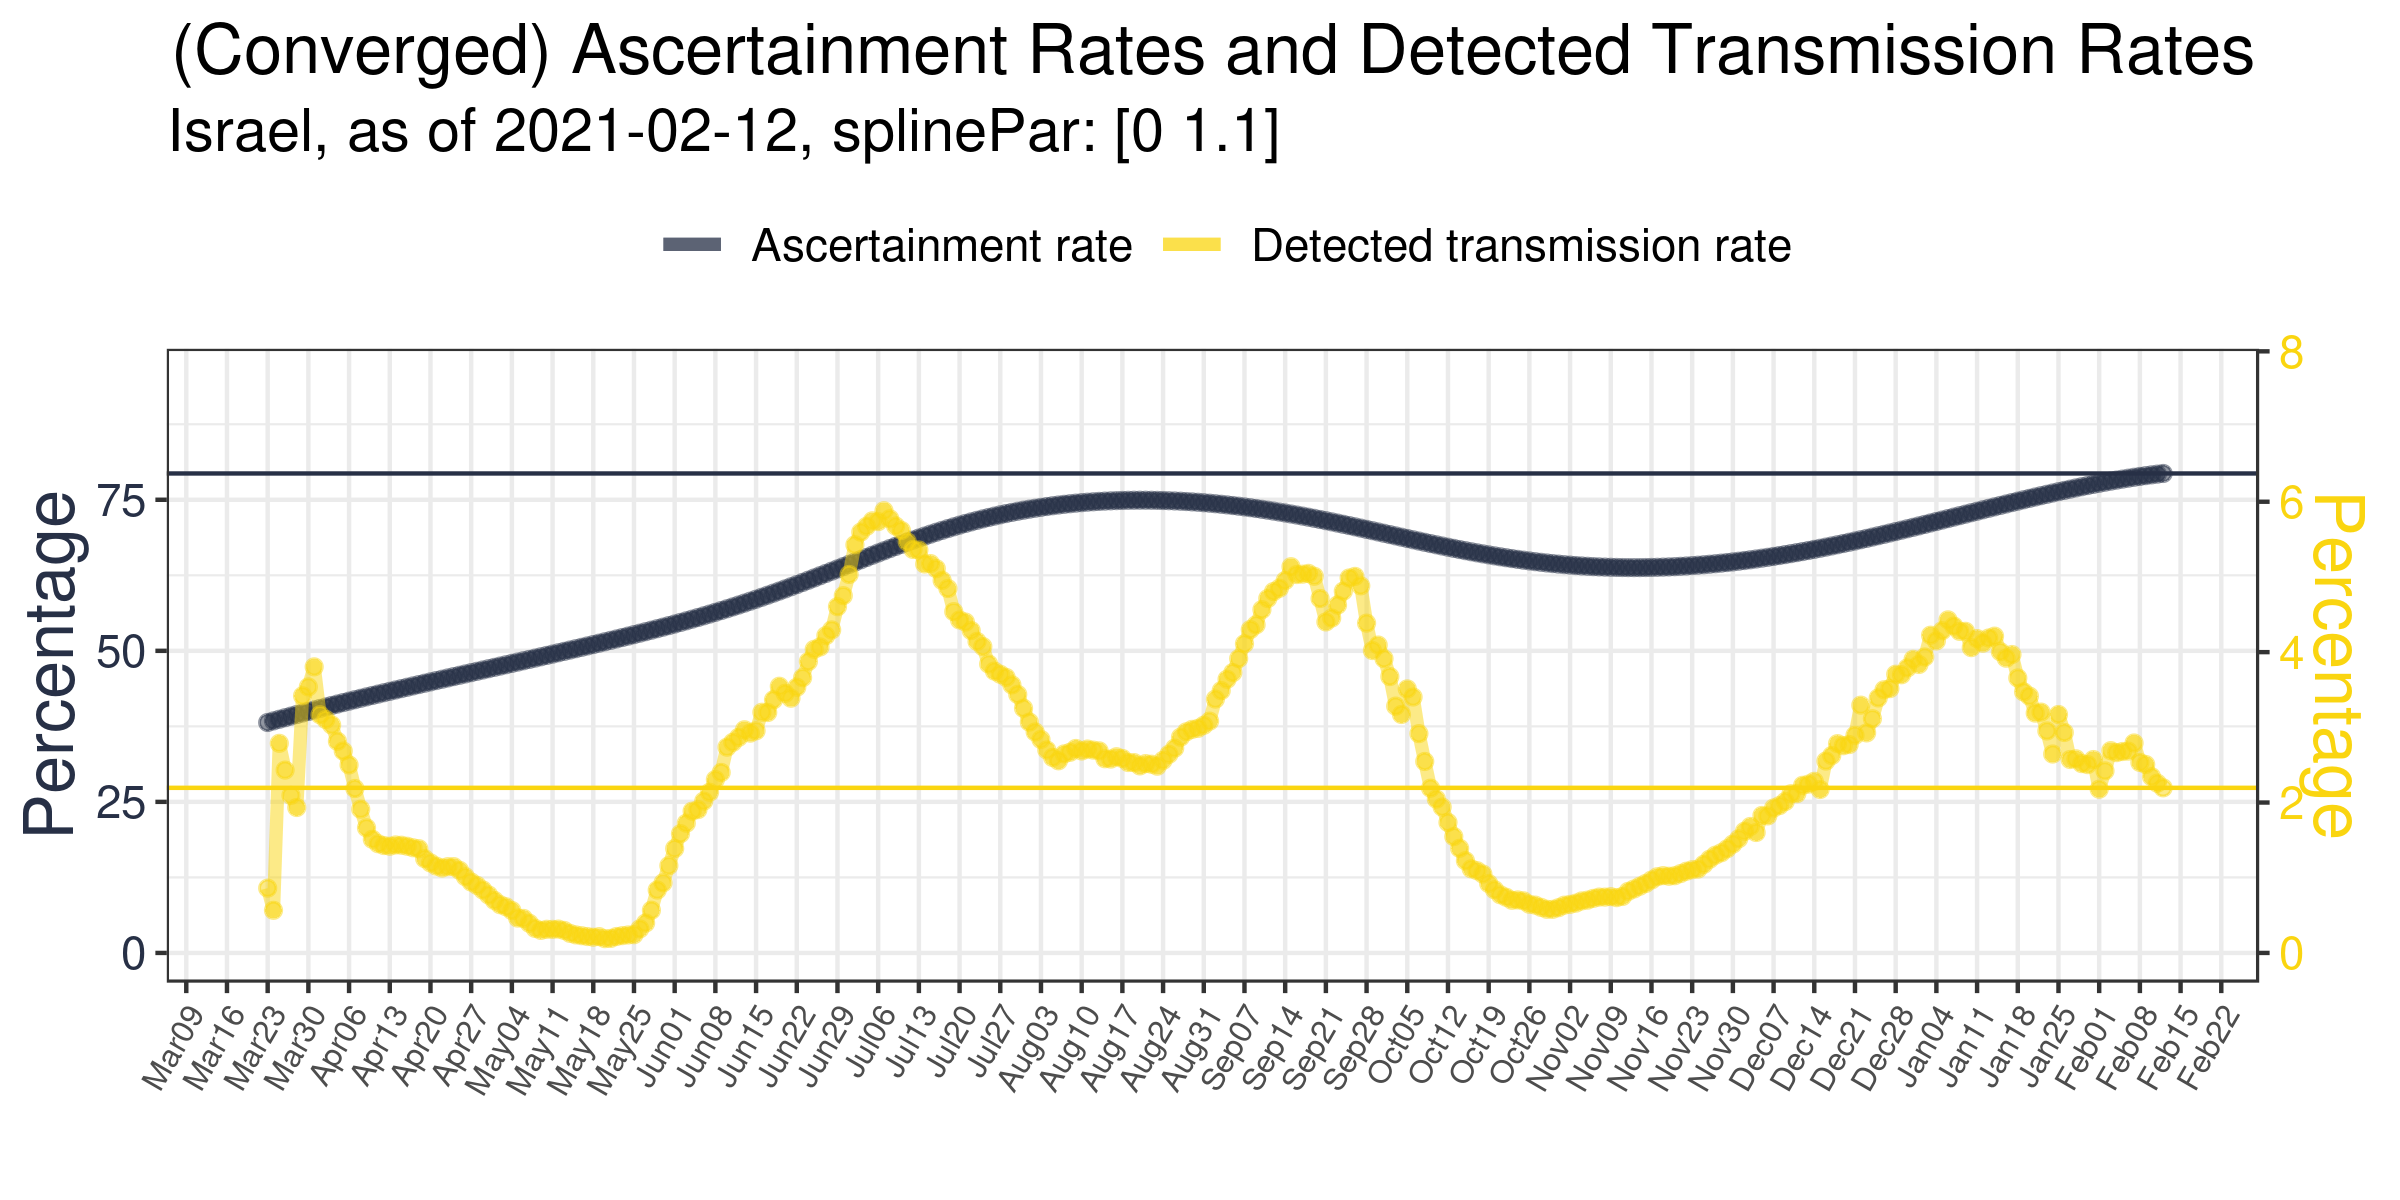 (Converged) Ascertainment Rates and Detected Transmission Rates
Israel, as of 2021-02-12, splinePar: [0 1.1]
Ascertainment rate Detected transmission rate
Percentage
75
50
25
0
8
6
4
2
0
Percentage
Mar09 Mar16 Mar23 Mar30 Apr06 Apr13 Apr20 Apr27 May04 May11 May18 May25 Jun01 Jun08 Jun15 Jun22 Jun29 Jul06 Jul13 Jul20 Jul27 Aug03 Aug10 Aug17 Aug24 Aug31 Sep07 Sep14 Sep21 Sep28 Oct05 Oct12 Oct19 Oct26 Nov02 Nov09 Nov16 Nov23 Nov30 Dec07 Dec14 Dec21 Dec28 Jan04 Jan11 Jan18 Jan25 Feb01 Feb08 Feb15 Feb22